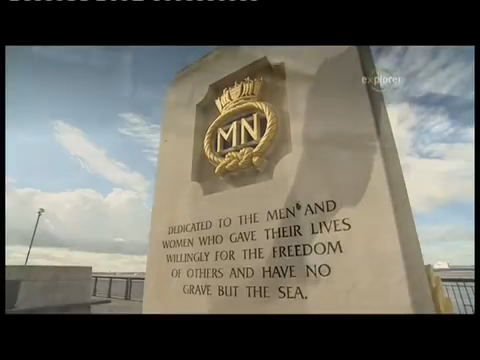 explorer
MN
DEDICATED TO THE MEN AND
WOMEN WHO GAVE THEIR LIVES
WILLINGLY FOR THE FREEDOM
OF OTHERS AND HAVE NO
GRAVE BUT THE SEA.